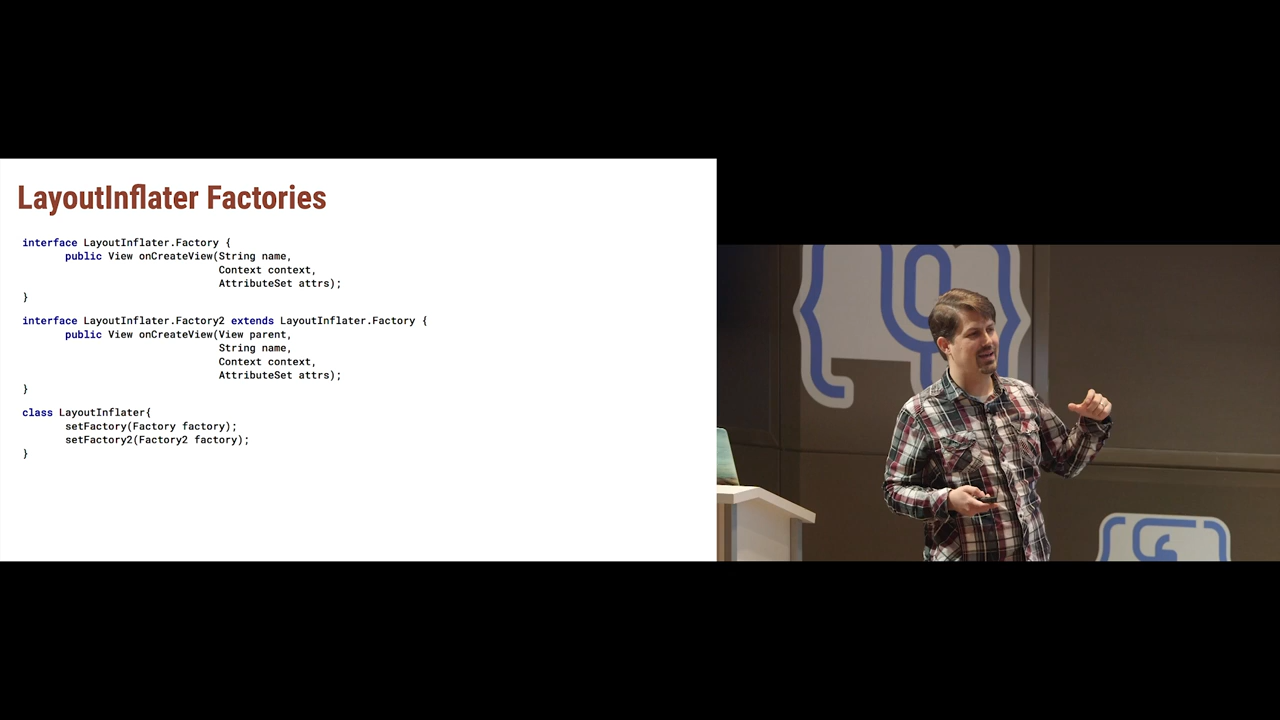 LayoutInflater Factories
interface LayoutInflater.Factory {
public View onCreateView(String name,
Context context,
AttributeSet attrs);
}
interface LayoutInflater.Factory2 extends LayoutInflater.Factory {
public View onCreateView(View parent,
String name,
Context context,
AttributeSet attrs);
}
class LayoutInflater{
setFactory(Factory factory);
setFactory2(Factory2 factory);
}